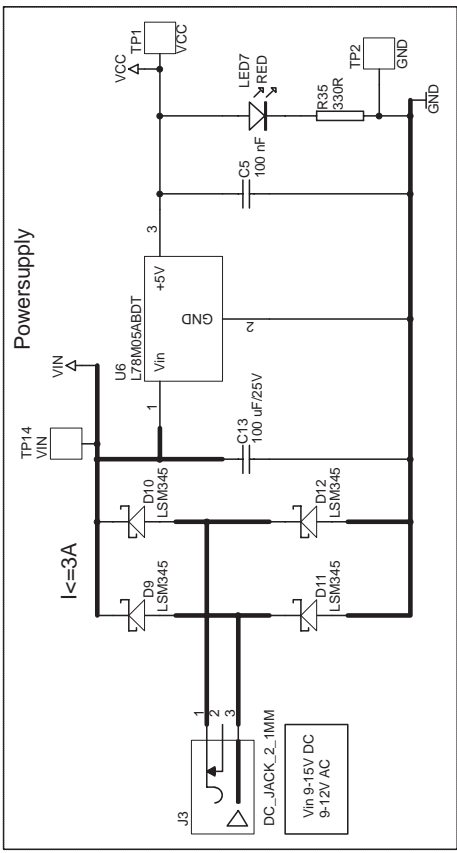 Powersupply
I<=3A
J3
DC_JACK_2_1MM
1
2
3
Vin 9-15V DC
9-12V AC
D9
LSM345
D10
LSM345
D11
LSM345
D12
LSM345
TP14
VIN
VIN
C13
100 uF/25V
U6
L78M05ABDT
1
Vin
+5V
3
GND
2
C5
100 nF
VCC
TP1
VCC
LED7
RED
R35
330R
TP2
GND
GND